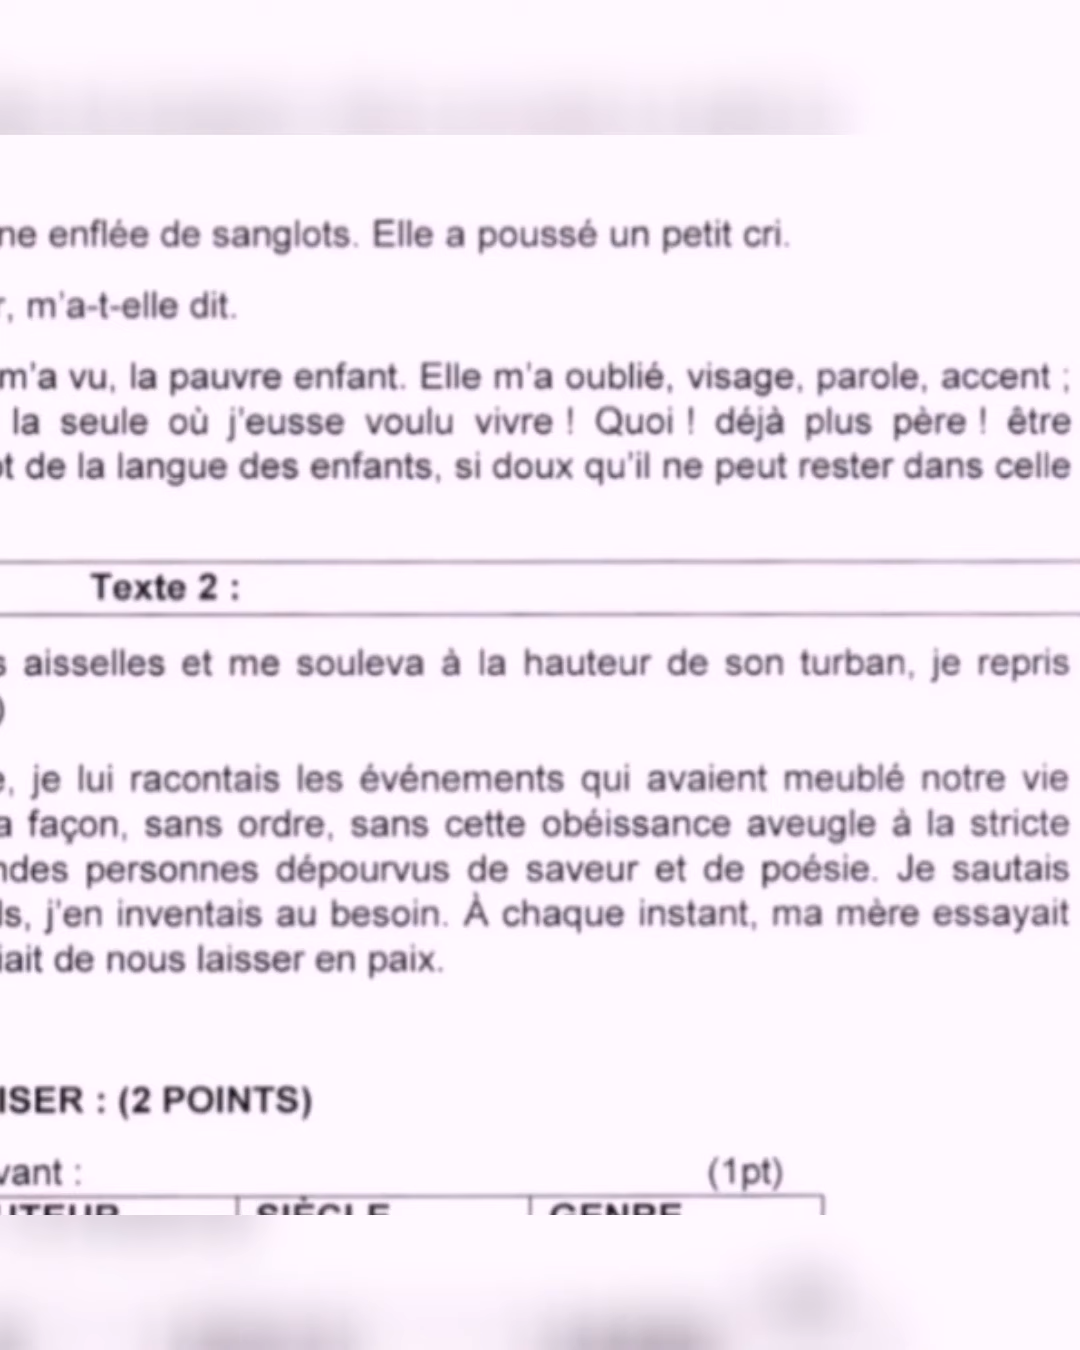 ne enflée de sanglots. Elle a poussé un petit cri.
r, m'a-t-elle dit.
m'a vu, la pauvre enfant. Elle m'a oublié, visage, parole, accent ;
la seule où j'eusse voulu vivre ! Quoi ! déjà plus père ! être
ot de la langue des enfants, si doux qu'il ne peut rester dans celle
Texte 2 :
s aisselles et me souleva à la hauteur de son turban, je repris
)
e, je lui racontais les événements qui avaient meublé notre vie
a façon, sans ordre, sans cette obéissance aveugle à la stricte
ndes personnes dépourvus de saveur et de poésie. Je sautais
ls, j'en inventais au besoin. À chaque instant, ma mère essayait
iait de nous laisser en paix.
ISER : (2 POINTS)
vant : (1pt)
UTEUR SIÈCLE GENRE